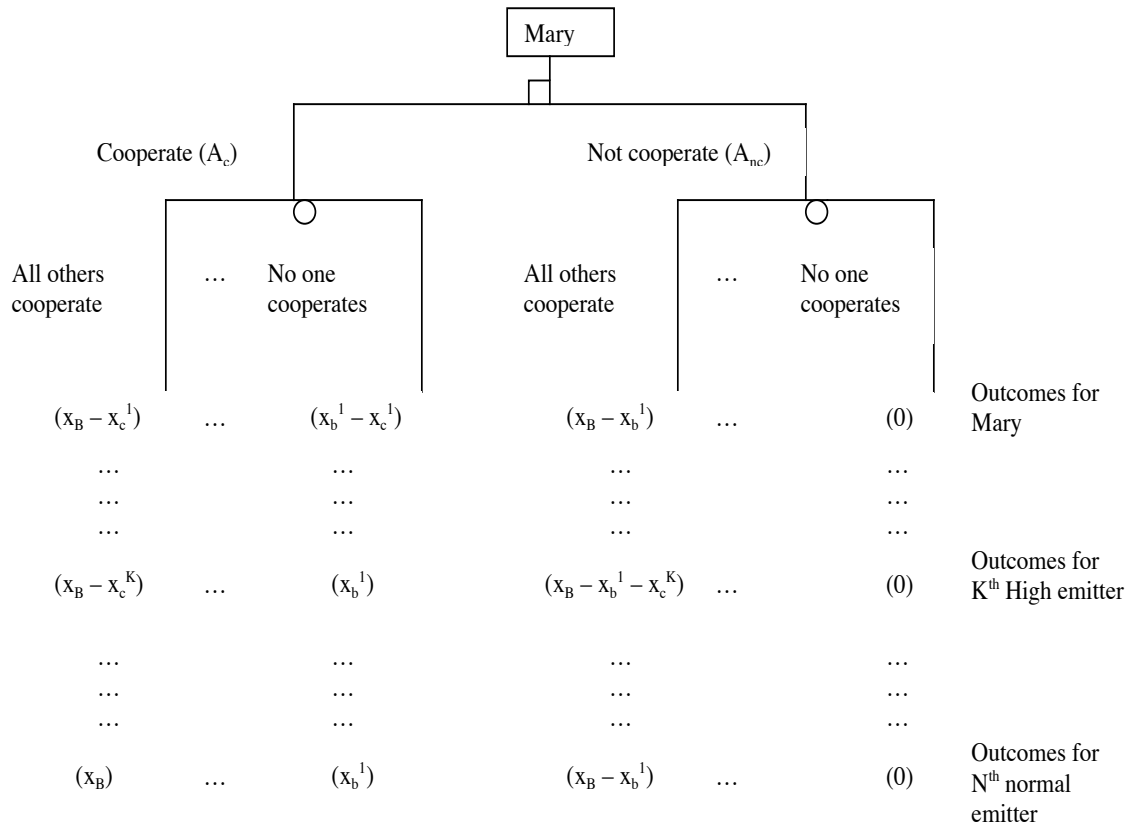 Mary
Cooperate (A_c) Not cooperate (A_nc)
All others … No one All others … No one
cooperate cooperates cooperate cooperates
Outcomes for
(x_B – x_c^1) … (x_b^1 – x_c^1) (x_B – x_b^1) … (0) Mary
… … … …
… … … …
… … … …
Outcomes for
(x_B – x_c^K) … (x_b^1) (x_B – x_b^1 – x_c^K) … (0) K^th High emitter
… … … …
… … … …
… … … …
Outcomes for
(x_B) … (x_b^1) (x_B – x_b^1) … (0) N^th normal
emitter